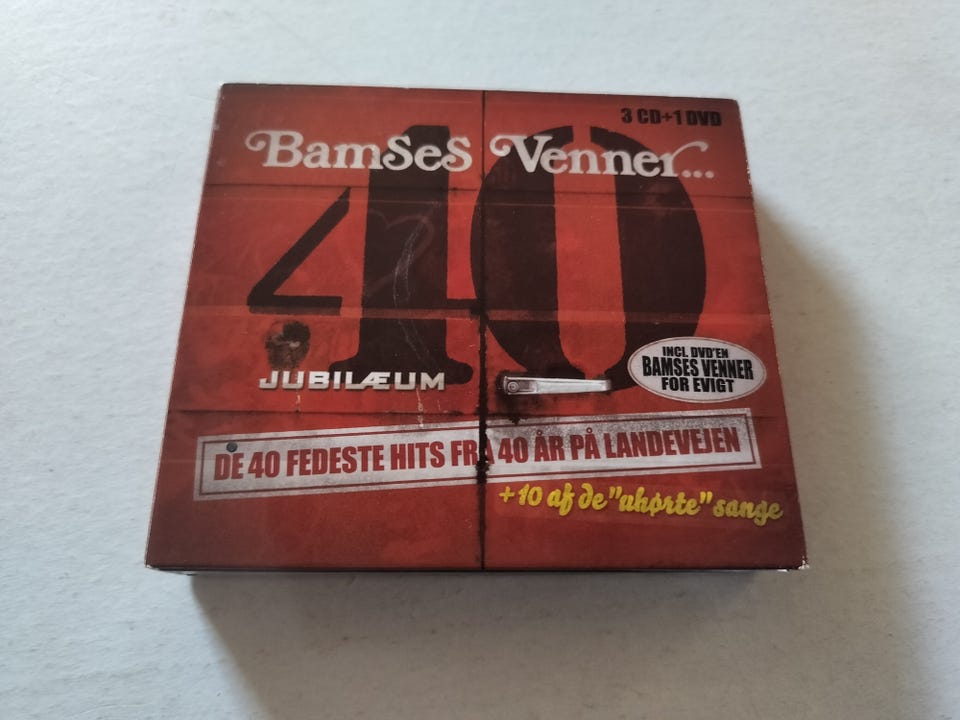 3 CD+1 DVD
BamSeS Venner...
40
JUBILÆUM
INCL. DVD'EN
BAMSES VENNER
FOR EVIGT
DE 40 FEDESTE HITS FRA 40 ÅR PÅ LANDEVEJEN
+10 af de "uhørte" sange